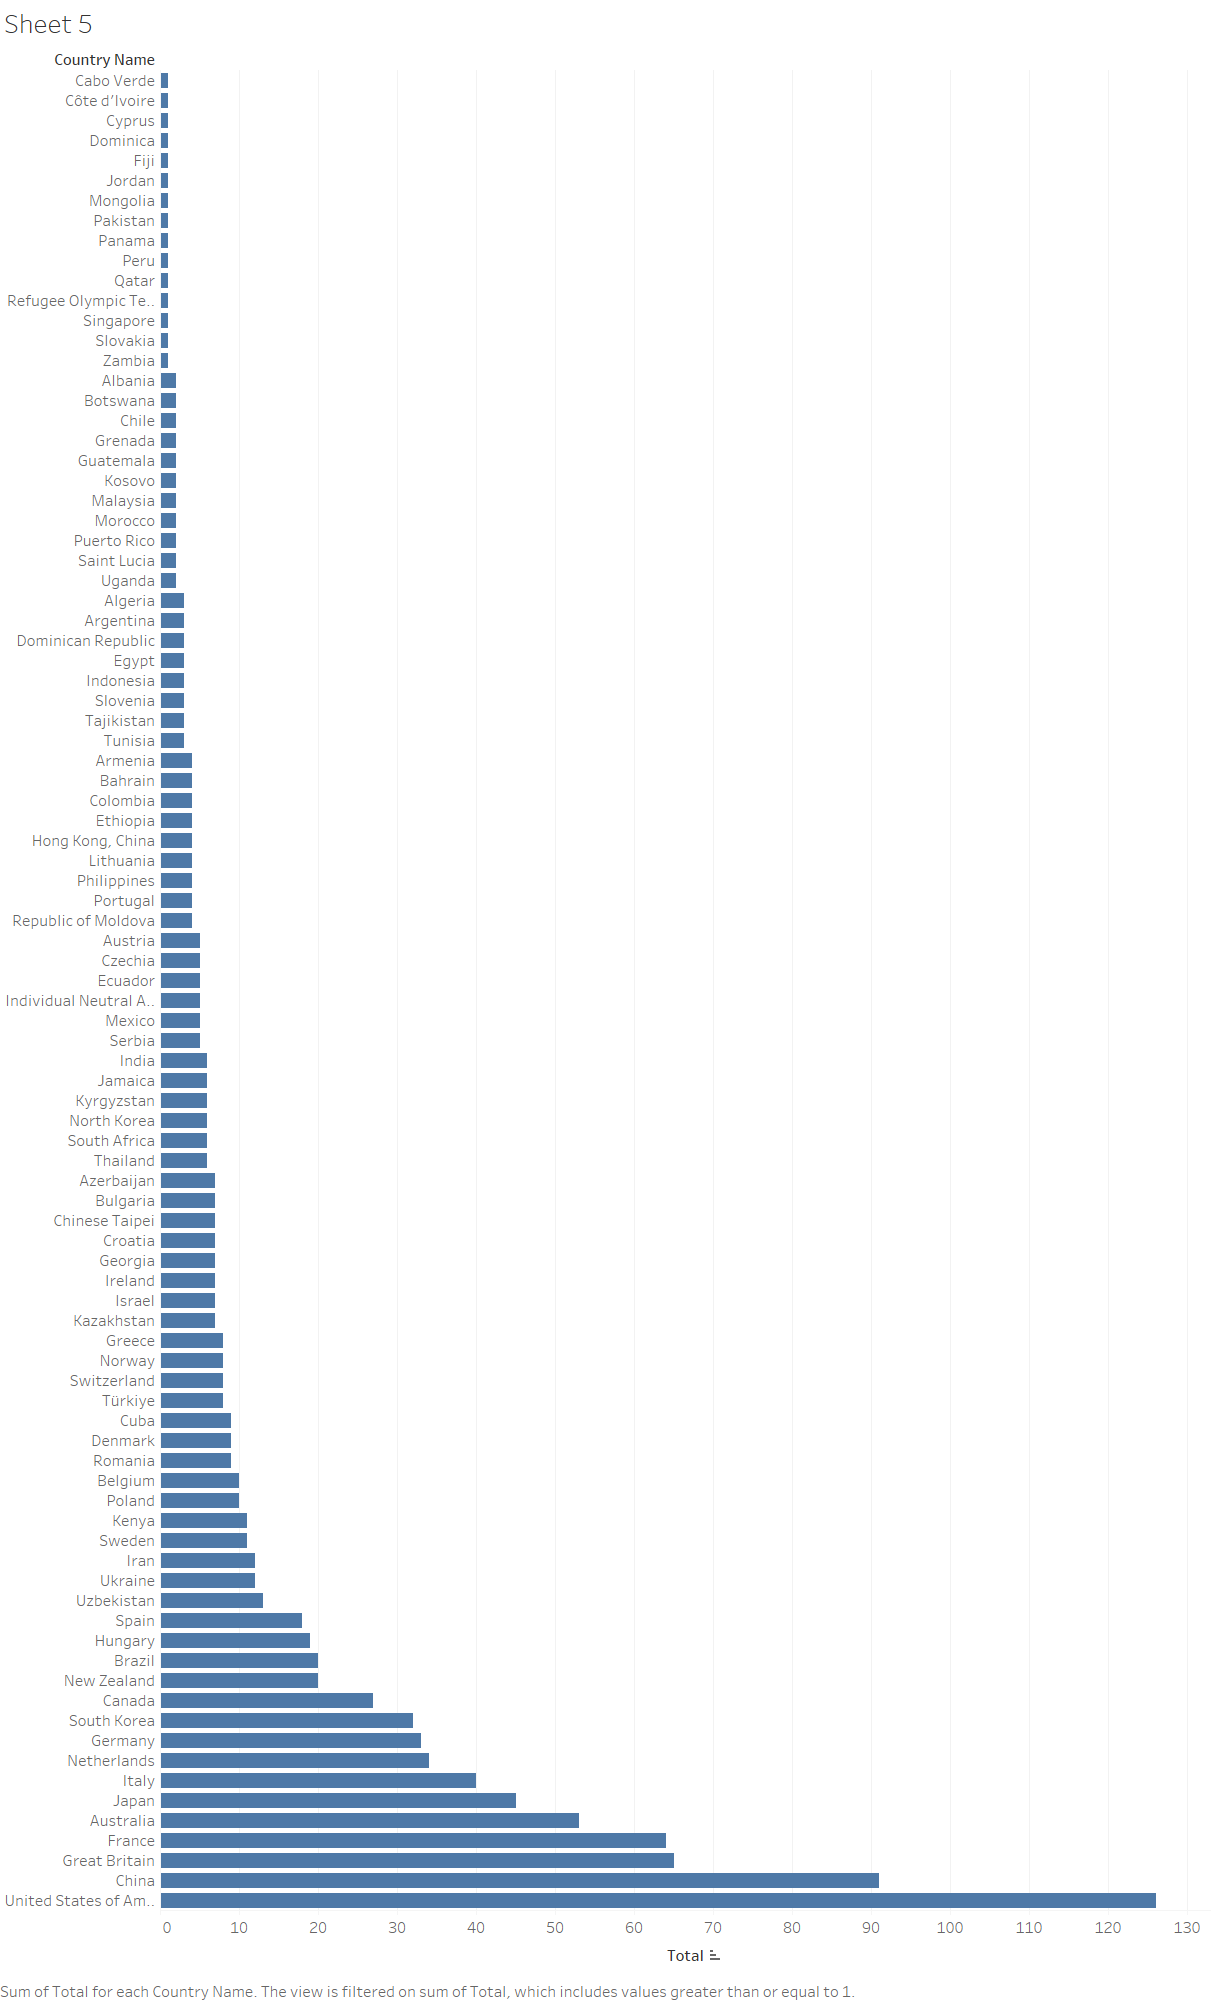 Sheet 5
Country Name
Cabo Verde
Côte d’Ivoire
Cyprus
Dominica
Fiji
Jordan
Mongolia
Pakistan
Panama
Peru
Qatar
Refugee Olympic Te..
Singapore
Slovakia
Zambia
Albania
Botswana
Chile
Grenada
Guatemala
Kosovo
Malaysia
Morocco
Puerto Rico
Saint Lucia
Uganda
Algeria
Argentina
Dominican Republic
Egypt
Indonesia
Slovenia
Tajikistan
Tunisia
Armenia
Bahrain
Colombia
Ethiopia
Hong Kong, China
Lithuania
Philippines
Portugal
Republic of Moldova
Austria
Czechia
Ecuador
Individual Neutral A..
Mexico
Serbia
India
Jamaica
Kyrgyzstan
North Korea
South Africa
Thailand
Azerbaijan
Bulgaria
Chinese Taipei
Croatia
Georgia
Ireland
Israel
Kazakhstan
Greece
Norway
Switzerland
Türkiye
Cuba
Denmark
Romania
Belgium
Poland
Kenya
Sweden
Iran
Ukraine
Uzbekistan
Spain
Hungary
Brazil
New Zealand
Canada
South Korea
Germany
Netherlands
Italy
Japan
Australia
France
Great Britain
China
United States of Am..
0 10 20 30 40 50 60 70 80 90 100 110 120 130
Total
Sum of Total for each Country Name. The view is filtered on sum of Total, which includes values greater than or equal to 1.